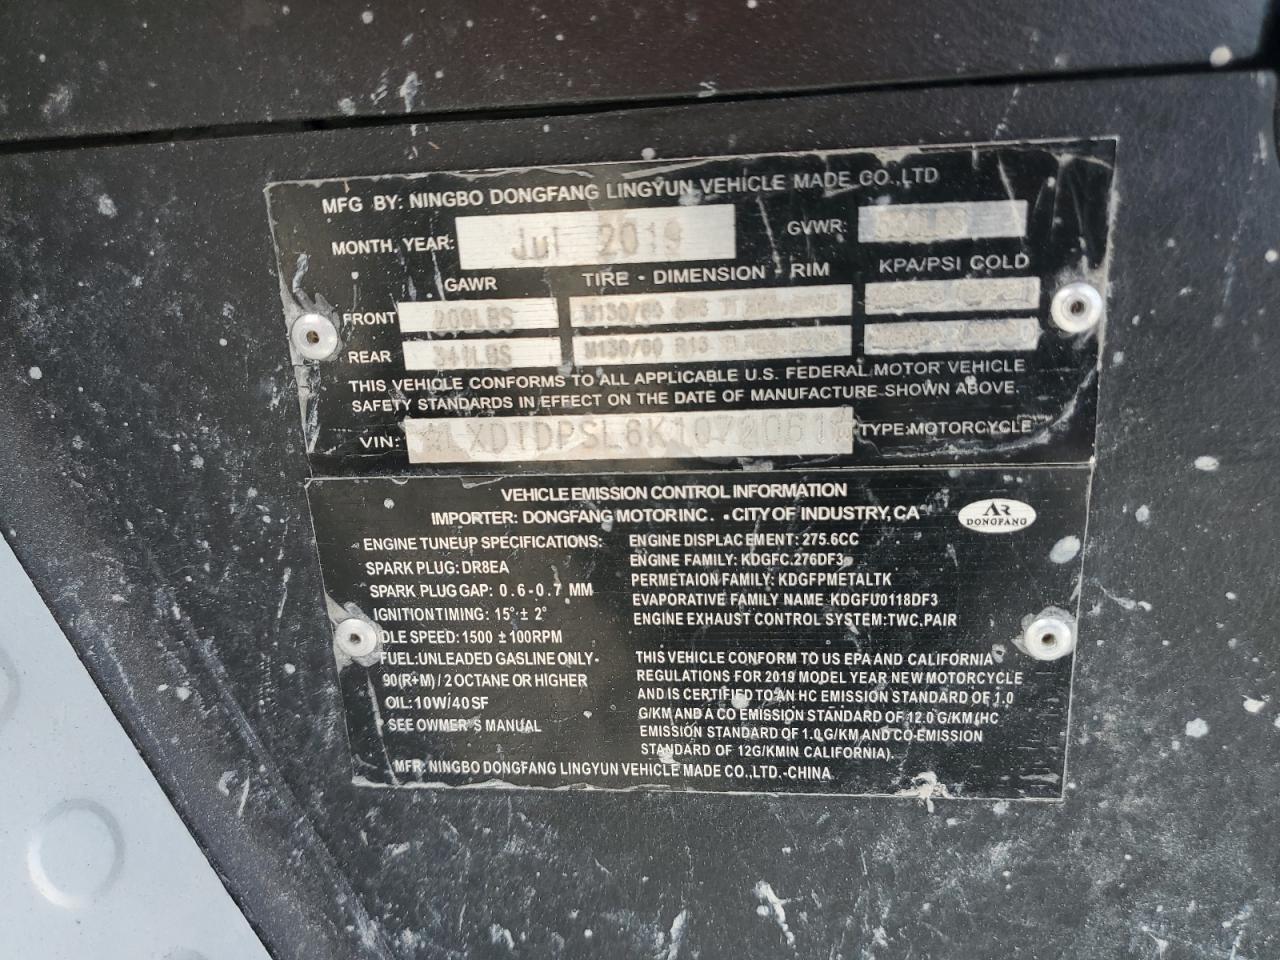 MFG BY: NINGBO DONGFANG LINGYUN VEHICLE MADE CO.,LTD
MONTH, YEAR: Jul 2019 GVWR:
GAWR TIRE - DIMENSION - RIM KPA/PSI COLD
FRONT 209LBS M130/60
REAR 341LBS M130/60 R13
THIS VEHICLE CONFORMS TO ALL APPLICABLE U.S. FEDERAL MOTOR VEHICLE
SAFETY STANDARDS IN EFFECT ON THE DATE OF MANUFACTURE SHOWN ABOVE.
VIN: TYPE:MOTORCYCLE
VEHICLE EMISSION CONTROL INFORMATION
IMPORTER: DONGFANG MOTOR INC. . CITY OF INDUSTRY, CA
AR
DONGFANG
ENGINE TUNEUP SPECIFICATIONS:
SPARK PLUG: DR8EA
SPARK PLUG GAP: 0.6-0.7 MM
IGNITION TIMING: 15°± 2°
IDLE SPEED: 1500 ±100RPM
FUEL:UNLEADED GASLINE ONLY-
90(R+M)/2 OCTANE OR HIGHER
OIL: 10W/40 SF
SEE OWMER'S MANUAL
ENGINE DISPLACEMENT: 275.6CC
ENGINE FAMILY: KDGFC.276DF3
PERMETAION FAMILY: KDGFPMETALTK
EVAPORATIVE FAMILY NAME KDGFU0118DF3
ENGINE EXHAUST CONTROL SYSTEM:TWC.PAIR
THIS VEHICLE CONFORM TO US EPA AND CALIFORNIA
REGULATIONS FOR 2019 MODEL YEAR NEW MOTORCYCLE
AND IS CERTIFIED TO AN HC EMISSION STANDARD OF 1.0
G/KM AND A CO EMISSION STANDARD OF 12.0 G/KM (HC
EMISSION STANDARD OF 1.0 G/KM AND CO EMISSION
STANDARD OF 12G/KM IN CALIFORNIA).
MFR: NINGBO DONGFANG LINGYUN VEHICLE MADE CO.,LTD.-CHINA